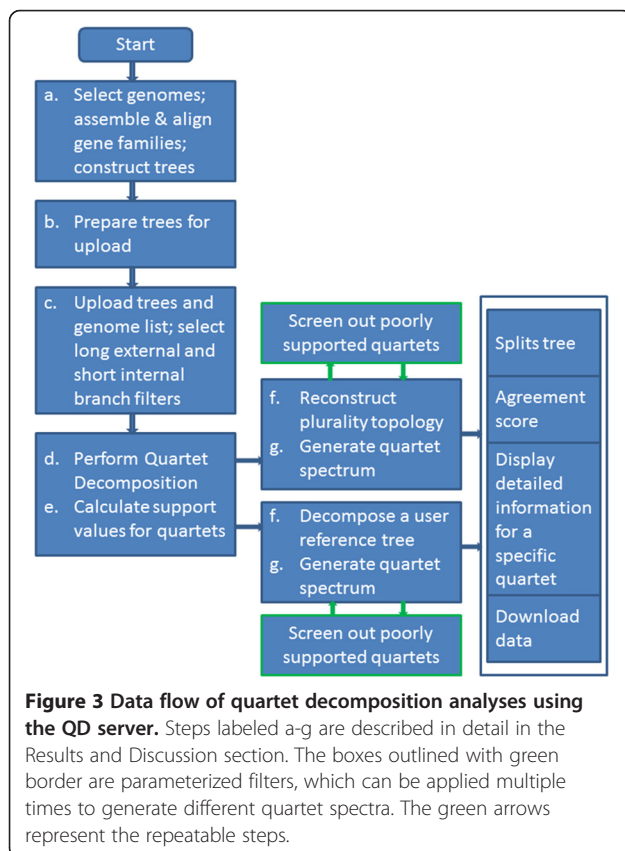 Start
a. Select genomes;
assemble & align
gene families;
construct trees
b. Prepare trees for
upload
c. Upload trees and
genome list; select
long external and
short internal
branch filters
d. Perform Quartet
Decomposition
e. Calculate support
values for quartets
Screen out poorly
supported quartets
f. Reconstruct
plurality topology
g. Generate quartet
spectrum
f. Decompose a user
reference tree
g. Generate quartet
spectrum
Screen out poorly
supported quartets
Splits tree
Agreement
score
Display
detailed
information
for a
specific
quartet
Download
data
Figure 3 Data flow of quartet decomposition analyses using
the QD server. Steps labeled a-g are described in detail in the
Results and Discussion section. The boxes outlined with green
border are parameterized filters, which can be applied multiple
times to generate different quartet spectra. The green arrows
represent the repeatable steps.